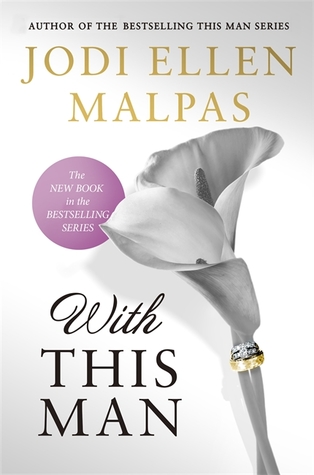 AUTHOR OF THE BESTSELLING THIS MAN SERIES
JODI ELLEN
MALPAS
The
NEW BOOK
in the
BESTSELLING
SERIES
With
THIS
MAN